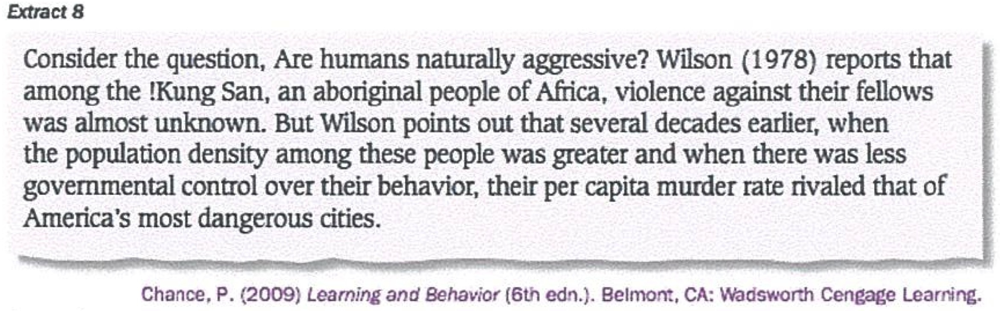 Extract 8
Consider the question, Are humans naturally aggressive? Wilson (1978) reports that
among the !Kung San, an aboriginal people of Africa, violence against their fellows
was almost unknown. But Wilson points out that several decades earlier, when
the population density among these people was greater and when there was less
governmental control over their behavior, their per capita murder rate rivaled that of
America's most dangerous cities.
Chance, P. (2009) Learning and Behavior (6th edn.). Belmont, CA: Wadsworth Cengage Learning.